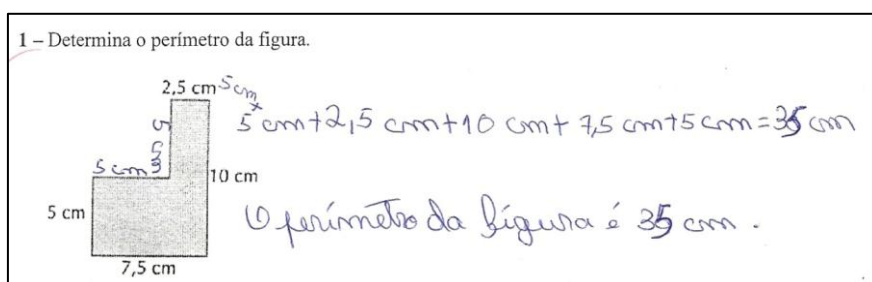 1 – Determina o perímetro da figura.
2,5 cm 5cm
+
5 cm+2,5 cm+10 cm+ 7,5 cm+5 cm=35 cm
5 cm
5 cm
10 cm
5 cm
O perímetro da figura é 35 cm.
7,5 cm